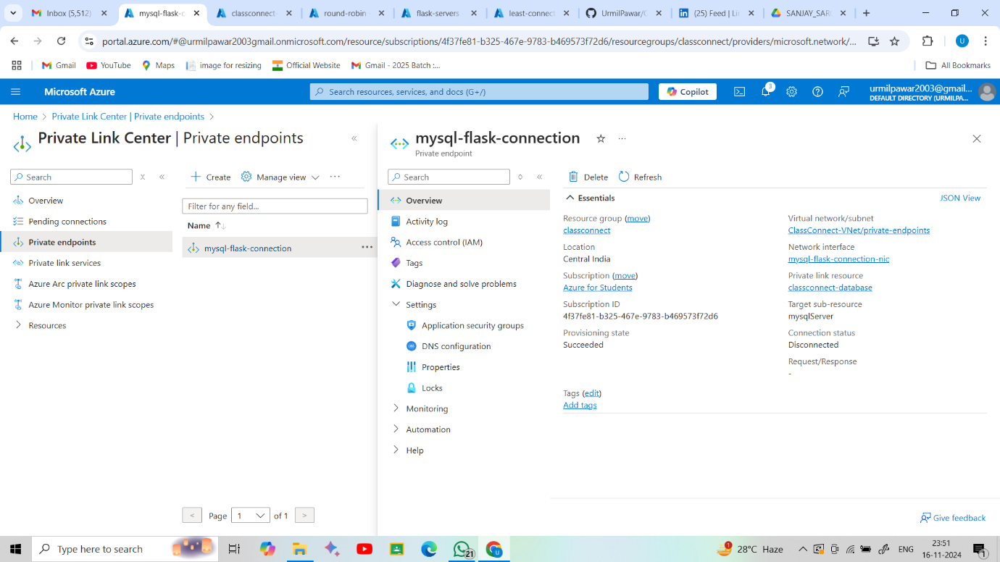 Inbox (5,512)
mysql-flask-c
classconnect
round-robin
flask-servers
least-connect
UrmilPawar/C
(25) Feed | Li
SANJAY_SAR
portal.azure.com/#@urmilpawar2003gmail.onmicrosoft.com/resource/subscriptions/4f37fe81-b325-467e-9783-b469573f72d6/resourcegroups/classconnect/providers/microsoft.network/...
U
Gmail
YouTube
Maps
image for resizing
Official Website
Gmail - 2025 Batch :...
All Bookmarks
Microsoft Azure
Search resources, services, and docs (G+/)
Copilot
3
urmilpawar2003@gmail...
DEFAULT DIRECTORY (URMILPA...
Home > Private Link Center | Private endpoints >
Private Link Center | Private endpoints
Search
Overview
Pending connections
Private endpoints
Private link services
Azure Arc private link scopes
Azure Monitor private link scopes
Resources
Create
Manage view
Filter for any field...
Name
mysql-flask-connection
< Page 1 of 1 >
mysql-flask-connection
Private endpoint
Search
Overview
Activity log
Access control (IAM)
Tags
Diagnose and solve problems
Settings
Application security groups
DNS configuration
Properties
Locks
Monitoring
Automation
Help
Delete
Refresh
Essentials
JSON View
Resource group (move)
classconnect
Location
Central India
Subscription (move)
Azure for Students
Subscription ID
4f37fe81-b325-467e-9783-b469573f72d6
Provisioning state
Succeeded
Virtual network/subnet
ClassConnect-VNet/private-endpoints
Network interface
mysql-flask-connection-nic
Private link resource
classconnect-database
Target sub-resource
mysqlServer
Connection status
Disconnected
Request/Response
-
Tags (edit)
Add tags
Give feedback
Type here to search
21
1
28°C Haze
ENG
23:51
16-11-2024
1